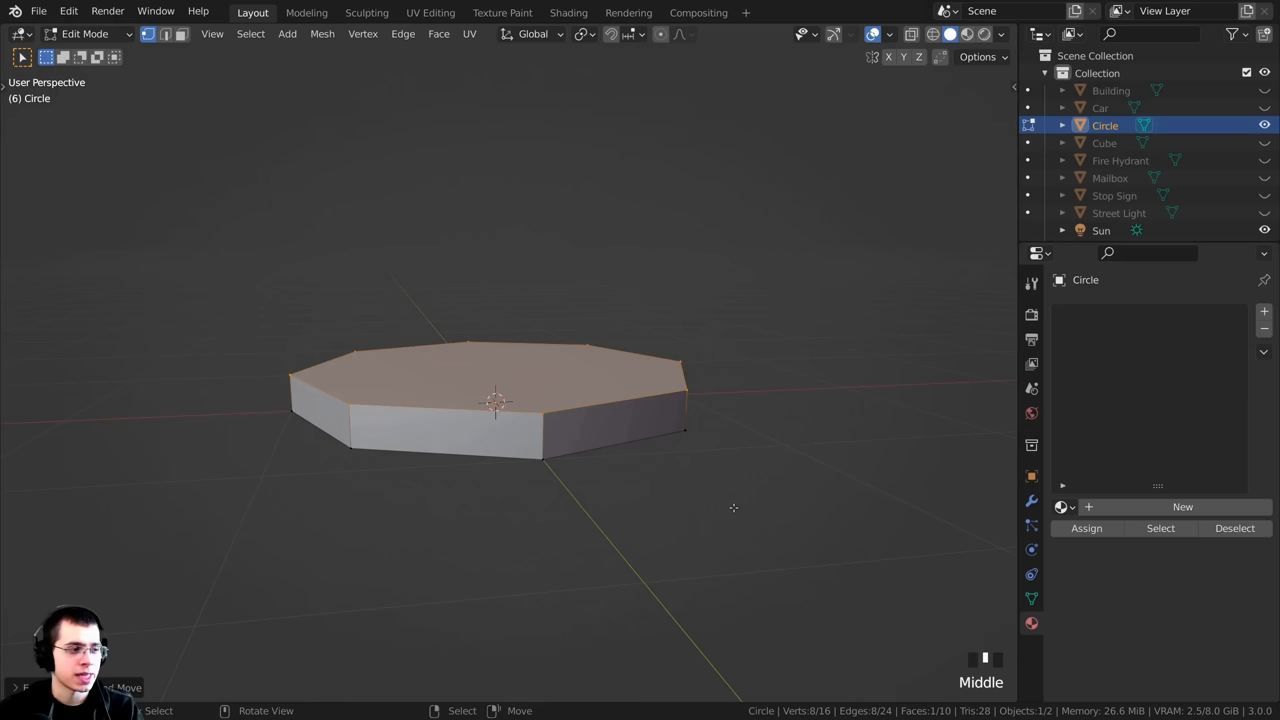 File Edit Render Window Help Layout Modeling Sculpting UV Editing Texture Paint Shading Animation Rendering Compositing + Scene View Layer
Edit Mode View Select Add Mesh Vertex Edge Face UV Global
X Y Z Options
User Perspective
(6) Circle
Scene Collection
Collection
Building
Car
Circle
Cube
Fire Hydrant
Mailbox
Stop Sign
Street Light
Sun
Circle
+
−
+ New
Assign Select Deselect
Middle
Move
Select Rotate View Select Move Circle | Verts:8/16 | Edges:8/24 | Faces:1/10 | Tris:28 | Objects:1/2 | Memory: 26.6 MiB | VRAM: 2.5/8.0 GiB | 3.0.0